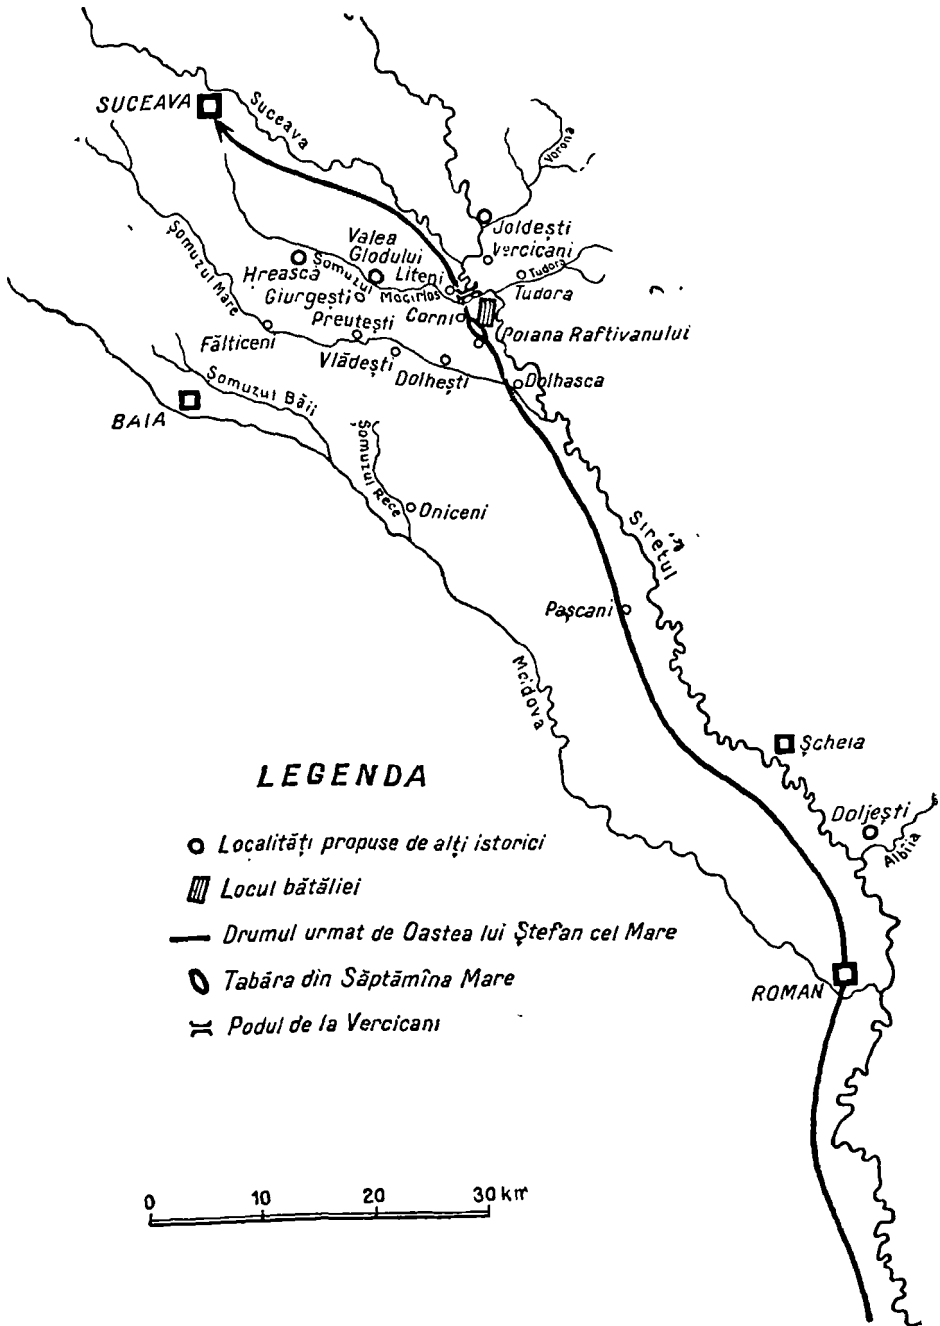 SUCEAVA
Suceava
Vorona
Joldești
Vercicani
Valea
Glodului
Șomuzul Mare
Hreasca
Șomuzul
Mocirlos
Liteni
Tudora
Tudora
Giurgești
Corni
Preutești
Poiana Raftivanului
Fălticeni
Vlădești
Dolhești
Dolhasca
Șomuzul Băii
BAIA
Șomuzul Rece
Oniceni
Siretul
Pașcani
Moldova
Șcheia
LEGENDA
Doljești
Albiia
Localități propuse de alți istorici
Locul bătăliei
Drumul urmat de Oastea lui Ștefan cel Mare
Tabăra din Săptămîna Mare
ROMAN
Podul de la Vercicani
0 10 20 30 km